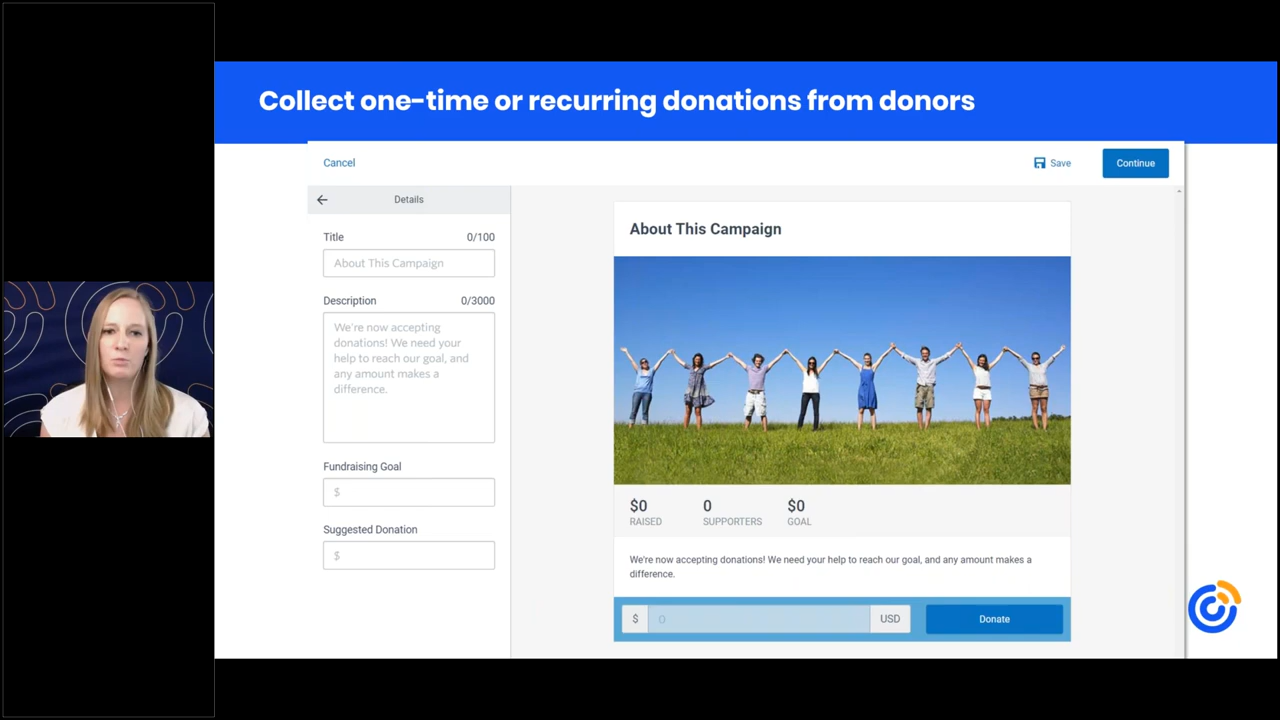 Collect one-time or recurring donations from donors
Cancel
Save
Continue
Details
Title 0/100
About This Campaign
Description 0/3000
We're now accepting
donations! We need your
help to reach our goal, and
any amount makes a
difference.
Fundraising Goal
$
Suggested Donation
$
About This Campaign
$0 0 $0
RAISED SUPPORTERS GOAL
We're now accepting donations! We need your help to reach our goal, and any amount makes a
difference.
$ 0 USD Donate